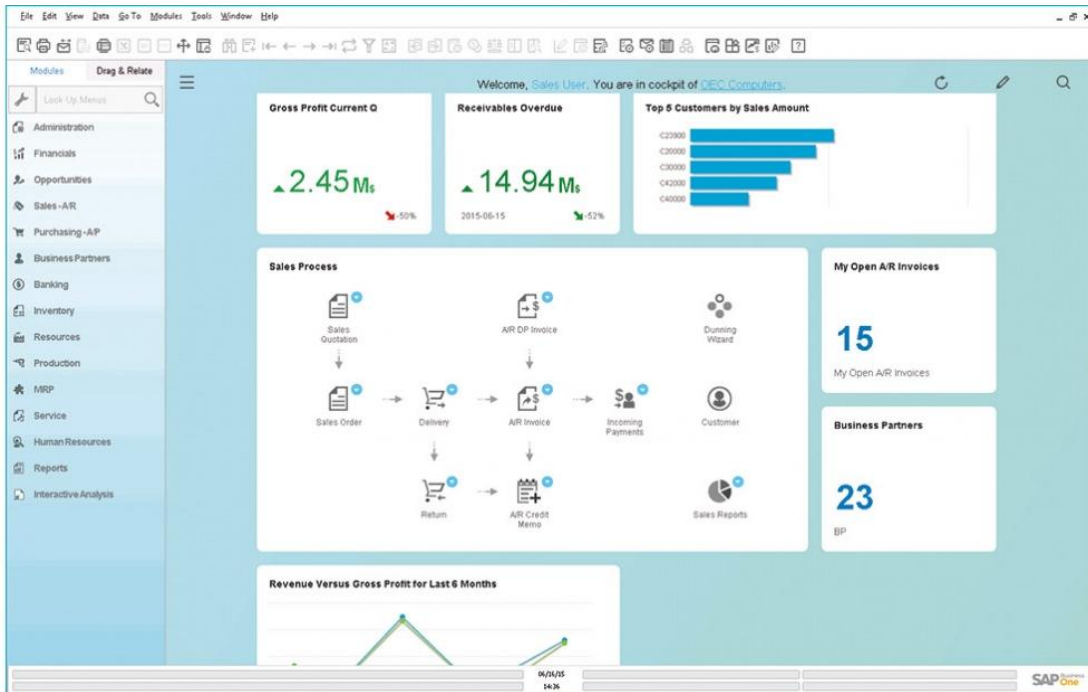 File Edit View Data Go To Modules Tools Window Help
Modules Drag & Relate
Look Up Menus
Administration
Financials
Opportunities
Sales - A/R
Purchasing - A/P
Business Partners
Banking
Inventory
Resources
Production
MRP
Service
Human Resources
Reports
Interactive Analysis
Welcome, Sales User. You are in cockpit of OEC Computers.
Gross Profit Current Q
2.45 M$
-50%
Receivables Overdue
14.94 M$
2015-06-15 -52%
Top 5 Customers by Sales Amount
C23900
C20000
C30000
C42000
C40000
Sales Process
Sales
Quotation
A/R DP Invoice
Dunning
Wizard
Sales Order
Delivery
A/R Invoice
Incoming
Payments
Customer
Return
A/R Credit
Memo
Sales Reports
My Open A/R Invoices
15
My Open A/R Invoices
Business Partners
23
BP
Revenue Versus Gross Profit for Last 6 Months
06/16/15
14:36
SAP Business
One